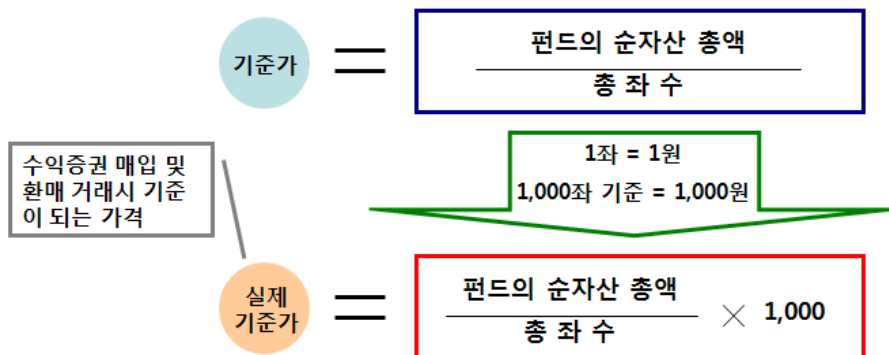 기준가
=
펀드의 순자산 총액
총 좌 수
수익증권 매입 및
환매 거래시 기준
이 되는 가격
1좌 = 1원
1,000좌 기준 = 1,000원
실제
기준가
=
펀드의 순자산 총액
총 좌 수
× 1,000